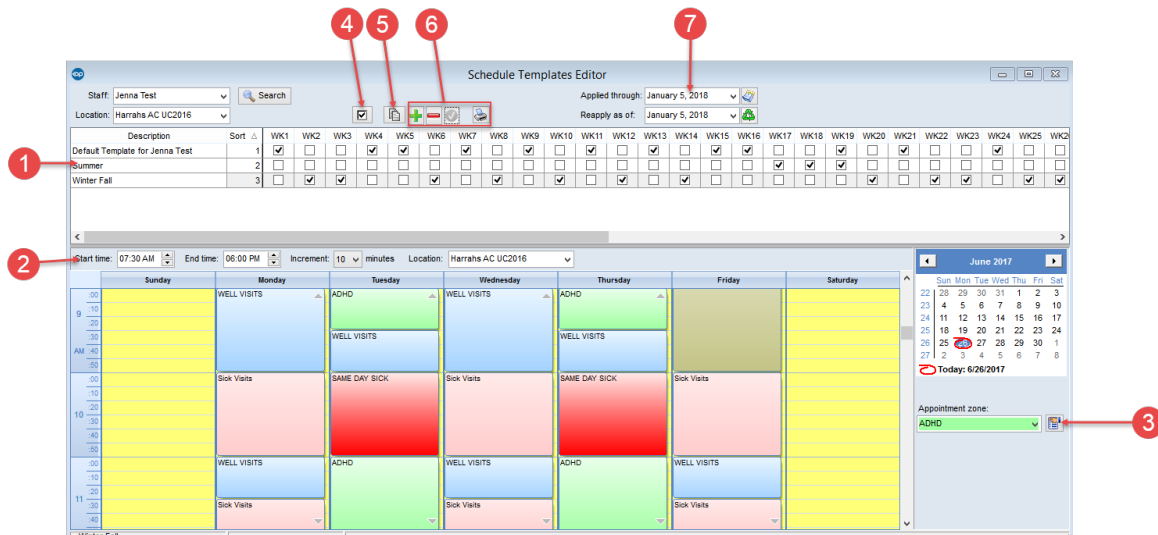 4 5 6 7
Schedule Templates Editor
Staff: Jenna Test Search Applied through: January 5, 2018
Location: Harrahs AC UC2016 Reapply as of: January 5, 2018
Description Sort WK1 WK2 WK3 WK4 WK5 WK6 WK7 WK8 WK9 WK10 WK11 WK12 WK13 WK14 WK15 WK16 WK17 WK18 WK19 WK20 WK21 WK22 WK23 WK24 WK25
Default Template for Jenna Test 1
1 Summer 2
Winter Fall 3
2 Start time: 07:30 AM End time: 06:00 PM Increment: 10 minutes Location: Harrahs AC UC2016
June 2017
Sunday Monday Tuesday Wednesday Thursday Friday Saturday
Sun Mon Tue Wed Thu Fri Sat
22 28 29 30 31 1 2 3
23 4 5 6 7 8 9 10
24 11 12 13 14 15 16 17
25 18 19 20 21 22 23 24
26 25 27 28 29 30 1
27 2 3 4 5 6 7 8
Today: 6/26/2017
Appointment zone:
ADHD 3
:00 WELL VISITS ADHD WELL VISITS ADHD
9 :10
:20
:30 WELL VISITS WELL VISITS
AM :40
:50
:00 Sick Visits SAME DAY SICK Sick Visits SAME DAY SICK Sick Visits
:10
:20
10 :30
:40
:50
:00 WELL VISITS ADHD WELL VISITS ADHD WELL VISITS
:10
:20
11 :30 Sick Visits Sick Visits Sick Visits
:40